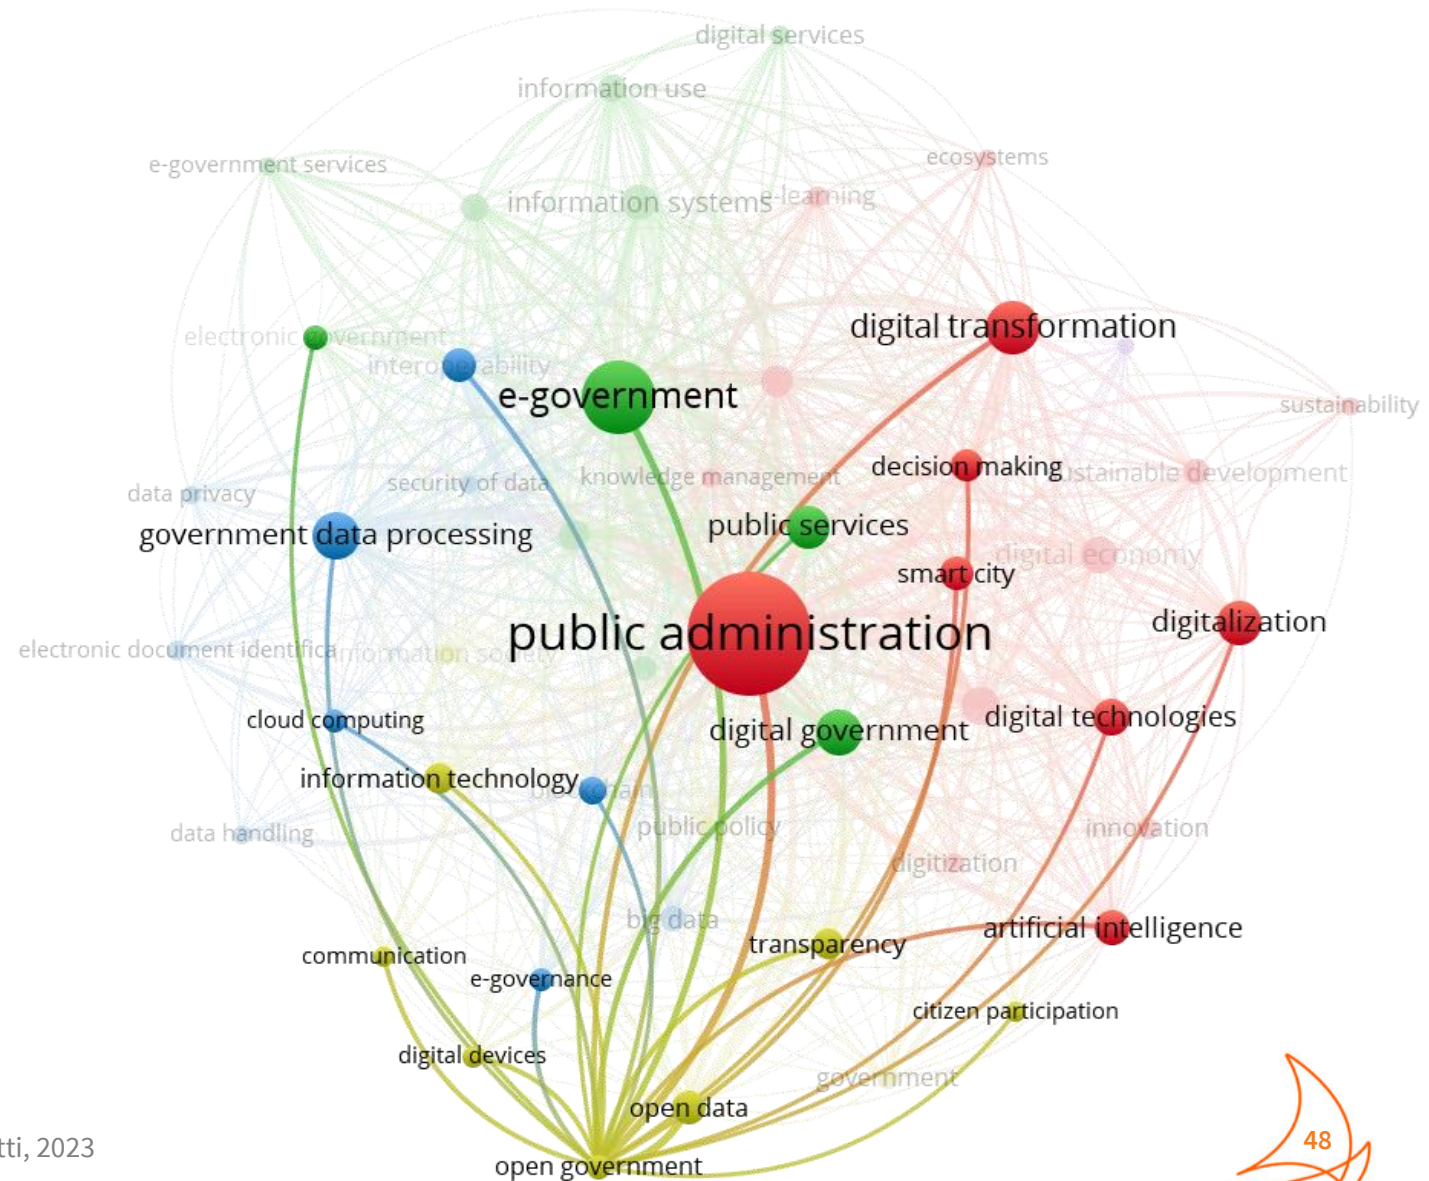 digital services
information use
ecosystems
e-government services
e-learning
information systems
digital transformation
electronic government
interoperability
e-government
sustainability
decision making
ustainable development
knowledge management
security of data
data privacy
public services
government data processing
digital economy
smart city
digitalization
public administration
electronic document identifica
information society
digital technologies
cloud computing
digital government
information technology
blockchain
public policy
innovation
data handling
digitization
big data
artificial intelligence
transparency
communication
e-governance
citizen participation
digital devices
government
open data
tti, 2023
48
open government